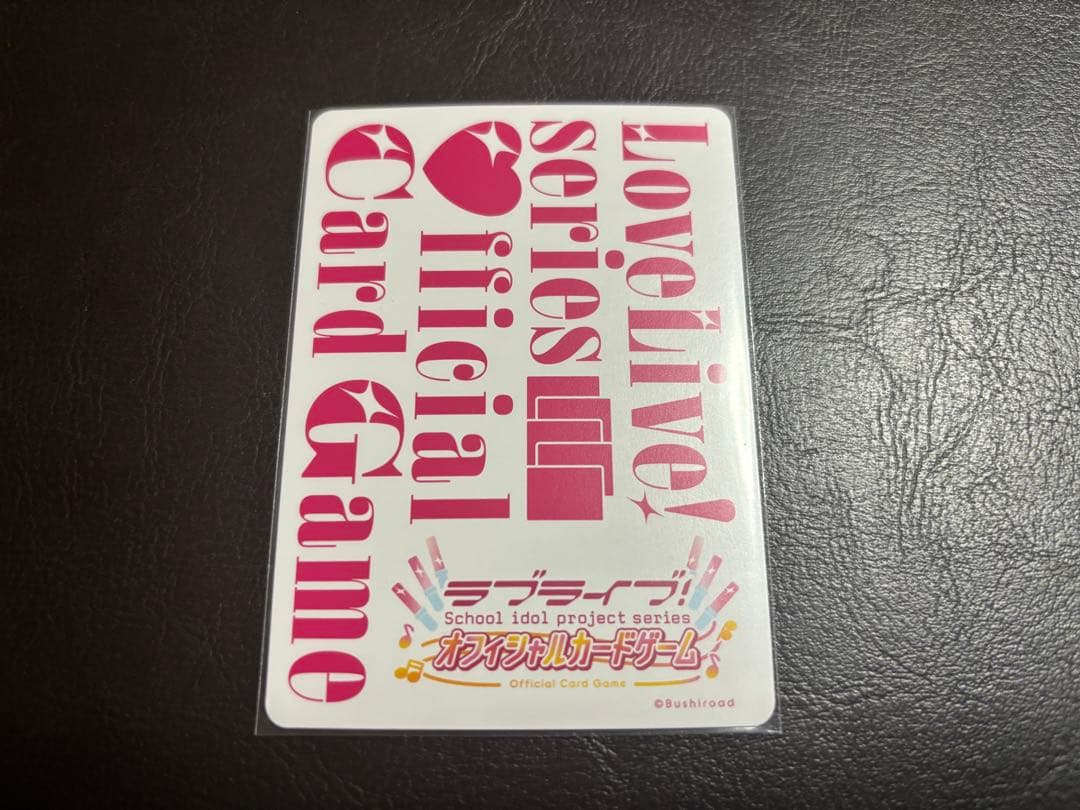 LoveLive!
series
♥fficial
Card Game
ラブライブ!
School idol project series
オフィシャルカードゲーム
Official Card Game
©Bushiroad